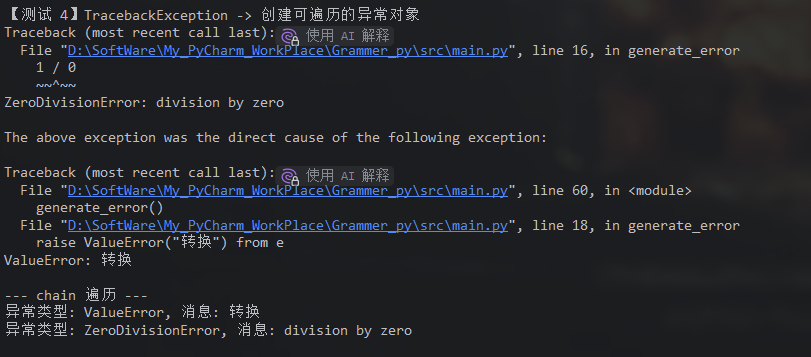 【测试 4】TracebackException -> 创建可遍历的异常对象
Traceback (most recent call last): 使用 AI 解释
  File "D:\SoftWare\My_PyCharm_WorkPlace\Grammer_py\src\main.py", line 16, in generate_error
    1 / 0
    ~~^~~
ZeroDivisionError: division by zero

The above exception was the direct cause of the following exception:

Traceback (most recent call last): 使用 AI 解释
  File "D:\SoftWare\My_PyCharm_WorkPlace\Grammer_py\src\main.py", line 60, in <module>
    generate_error()
  File "D:\SoftWare\My_PyCharm_WorkPlace\Grammer_py\src\main.py", line 18, in generate_error
    raise ValueError("转换") from e
ValueError: 转换

--- chain 遍历 ---
异常类型: ValueError, 消息: 转换
异常类型: ZeroDivisionError, 消息: division by zero